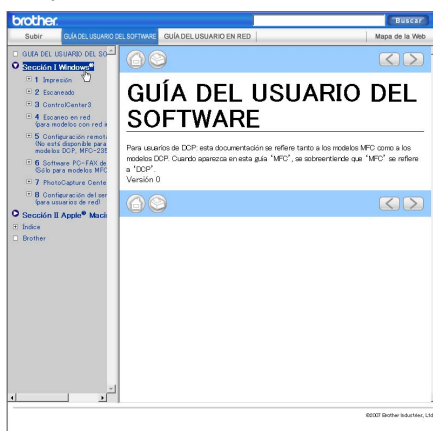 brother
Buscar
Subir
GUÍA DEL USUARIO DEL SOFTWARE
GUÍA DEL USUARIO EN RED
Mapa de la Web
GUÍA DEL USUARIO DEL SO
Sección I Windows®
1 Impresión
2 Escaneado
3 ControlCenter3
4 Escaneo en red
(para modelos con red i
5 Configuración remota
(No está disponible para
modelos DCP, MFC-235
6 Software PC-FAX de
(Sólo para modelos MFC
7 PhotoCapture Cente
8 Configuración del ser
(para usuarios de red)
Sección II Apple® Maci
Indice
Brother
GUÍA DEL USUARIO DEL
SOFTWARE
Para usuarios de DCP: esta documentación se refiere tanto a los modelos MFC como a los
modelos DCP. Cuando aparezca en esta guía "MFC", se sobreentiende que "MFC" se refiere
a "DCP".
Versión 0
©2007 Brother Industries, Ltd